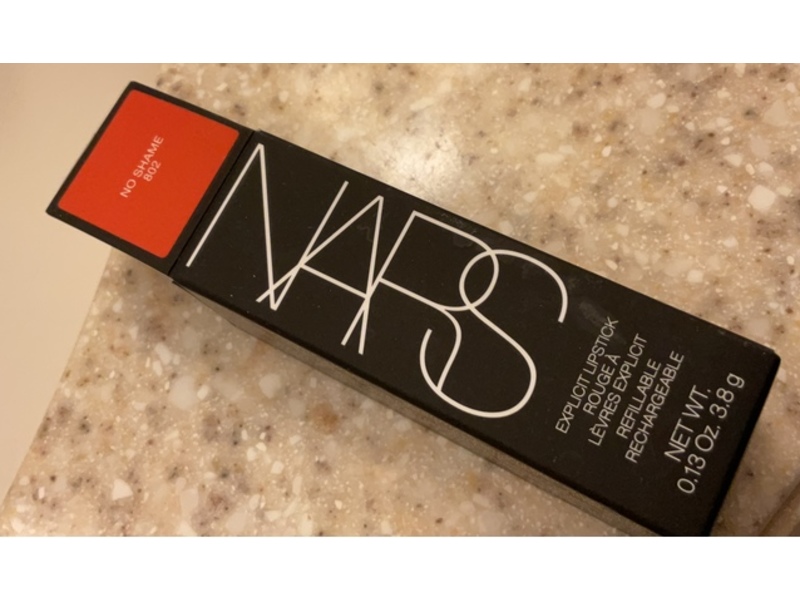 NO SHAME
802
NARS
EXPLICIT LIPSTICK
ROUGE À
LÈVRES EXPLICIT
REFILLABLE
RECHARGEABLE
NET WT.
0.13 Oz. 3.8 g